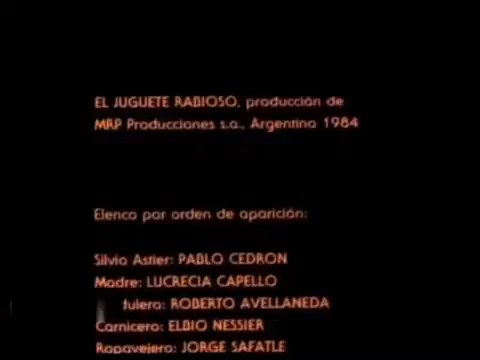 EL JUGUETE RABIOSO, producción de
MRP Producciones s.a., Argentina 1984
Elenco por orden de aparición:
Silvio Astier: PABLO CEDRON
Madre: LUCRECIA CAPELLO
fulero: ROBERTO AVELLANEDA
Carnicero: ELBIO NESSIER
Ropavejero: JORGE SAFATLE